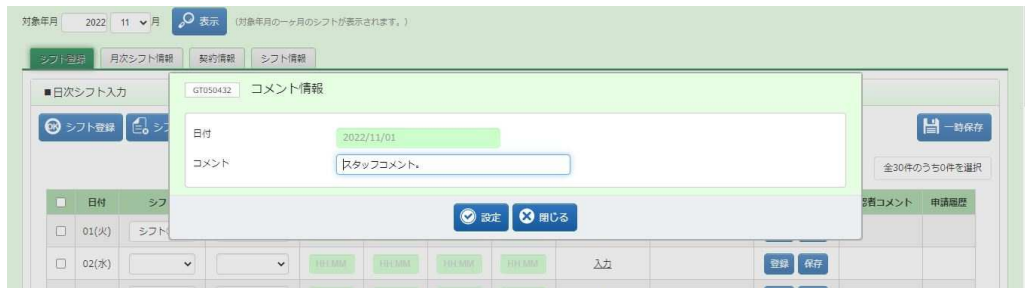 対象年月 2022 11 月 表示 (対象年月の一ヶ月のシフトが表示されます。)
シフト登録 月次シフト情報 契約情報 シフト情報
■日次シフト入力
GT050432 コメント情報
シフト登録 一時保存
日付 2022/11/01
コメント スタッフコメント。
全30件のうち0件を選択
設定 閉じる
日付 シフ 認者コメント 申請履歴
01(火) シフト
02(水) HH:MM HH:MM HH:MM HH:MM 入力 登録 保存